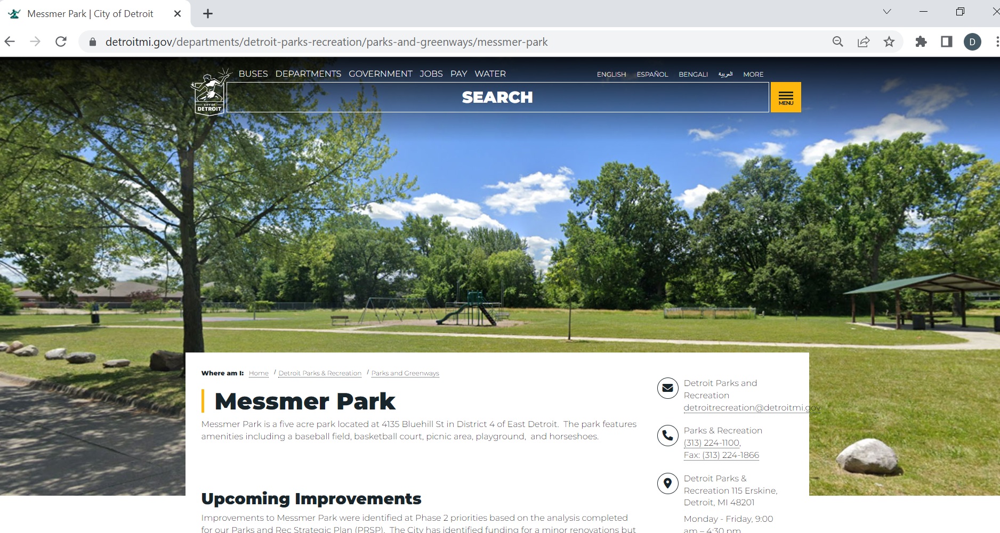 Messmer Park | City of Detroit
detroitmi.gov/departments/detroit-parks-recreation/parks-and-greenways/messmer-park
D
BUSES DEPARTMENTS GOVERNMENT JOBS PAY WATER
ENGLISH ESPAÑOL BENGALI العربية MORE
CITY OF
DETROIT
SEARCH
MENU
Where am I: Home / Detroit Parks & Recreation / Parks and Greenways
Messmer Park
Messmer Park is a five acre park located at 4135 Bluehill St in District 4 of East Detroit. The park features
amenities including a baseball field, basketball court, picnic area, playground, and horseshoes.
Upcoming Improvements
Improvements to Messmer Park were identified at Phase 2 priorities based on the analysis completed
for our Parks and Rec Strategic Plan (PRSP). The City has identified funding for a minor renovations but
Detroit Parks and
Recreation
detroitrecreation@detroitmi.gov
Parks & Recreation
(313) 224-1100,
Fax: (313) 224-1866
Detroit Parks &
Recreation 115 Erskine,
Detroit, MI 48201
Monday - Friday, 9:00
am – 4:30 pm